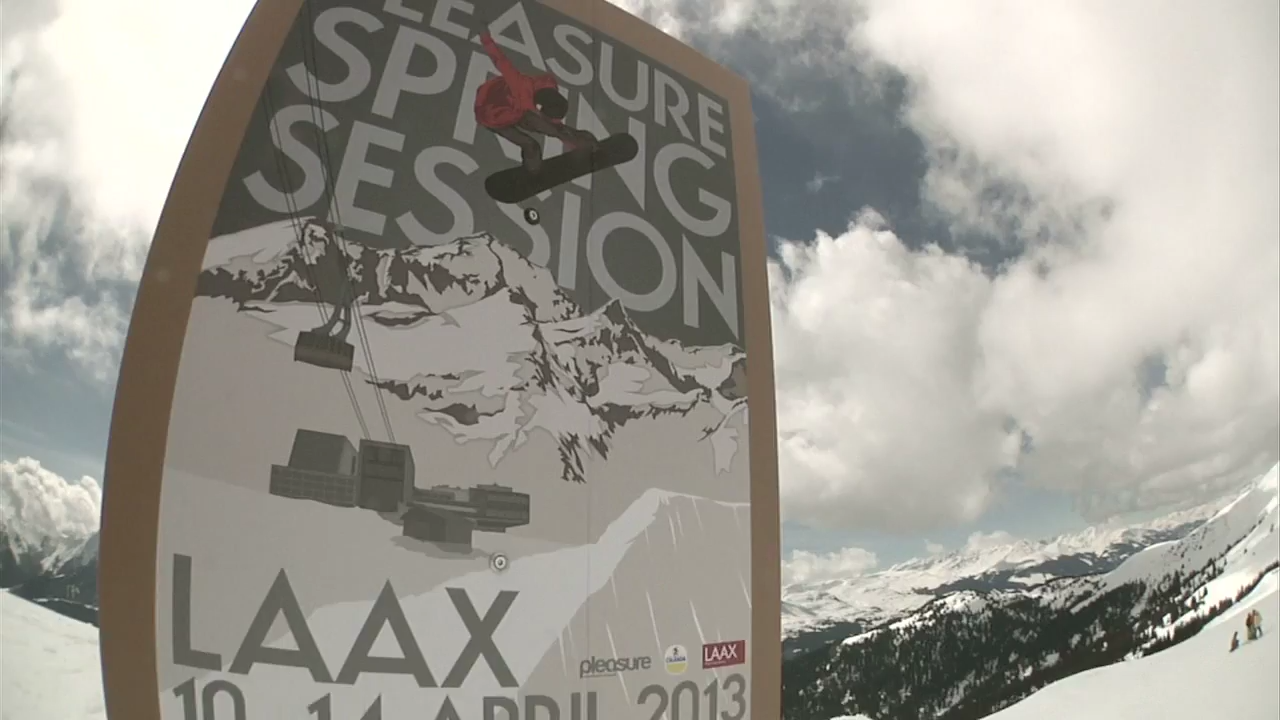 PLEASURE
SPRING
SESSION
LAAX
pleasure
LAAX
10 - 14 APRIL 2013